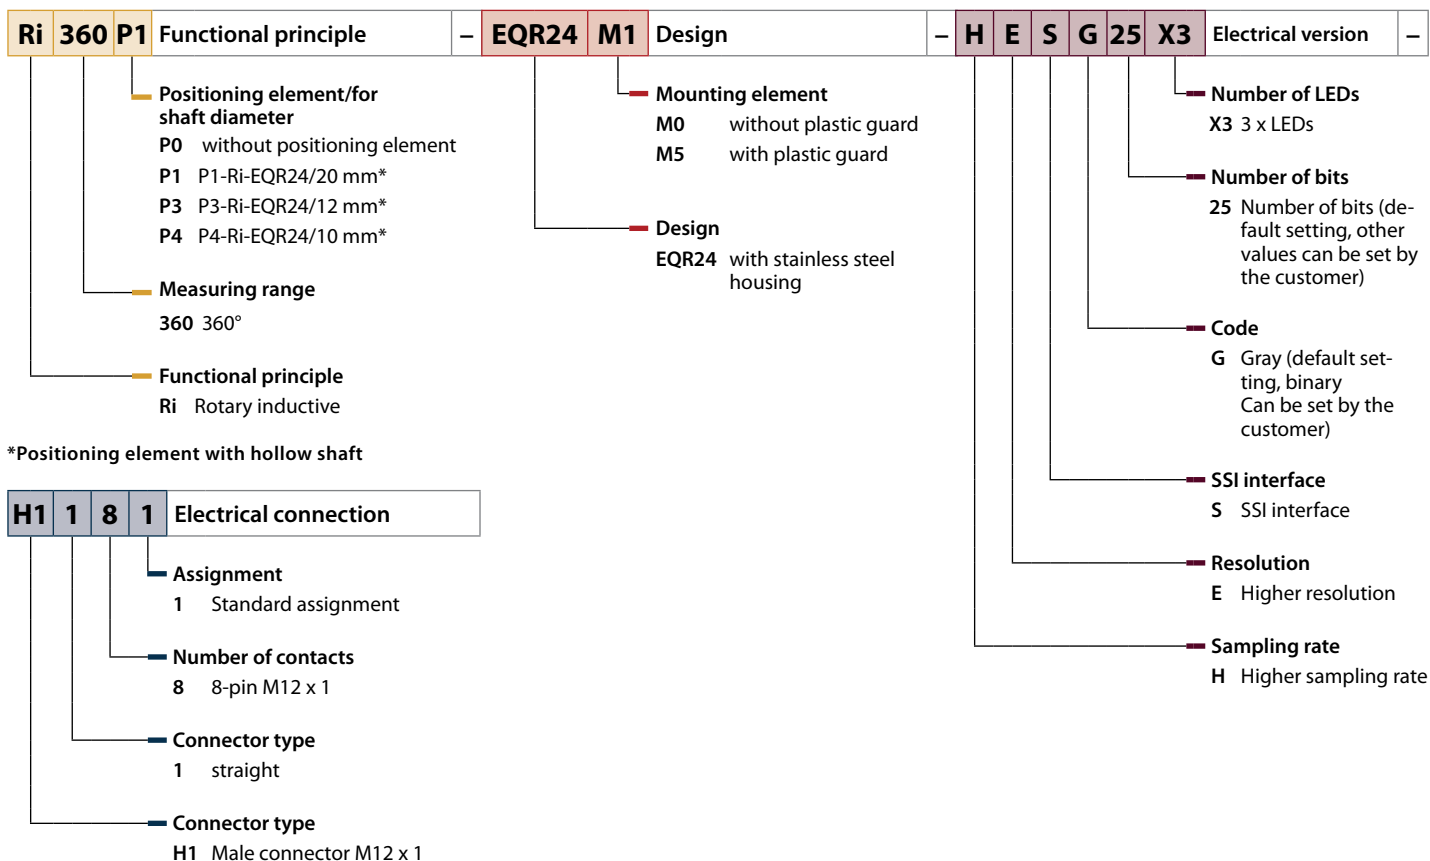 Ri 360 P1 Functional principle – EQR24 M1 Design – H E S G 25 X3 Electrical version –
Positioning element/for
shaft diameter
P0 without positioning element
P1 P1-Ri-EQR24/20 mm*
P3 P3-Ri-EQR24/12 mm*
P4 P4-Ri-EQR24/10 mm*
Measuring range
360 360°
Functional principle
Ri Rotary inductive
*Positioning element with hollow shaft
Mounting element
M0 without plastic guard
M5 with plastic guard
Design
EQR24 with stainless steel
housing
Number of LEDs
X3 3 x LEDs
Number of bits
25 Number of bits (de-
fault setting, other
values can be set by
the customer)
Code
G Gray (default set-
ting, binary
Can be set by the
customer)
SSI interface
S SSI interface
Resolution
E Higher resolution
Sampling rate
H Higher sampling rate
H1 1 8 1 Electrical connection
Assignment
1 Standard assignment
Number of contacts
8 8-pin M12 x 1
Connector type
1 straight
Connector type
H1 Male connector M12 x 1